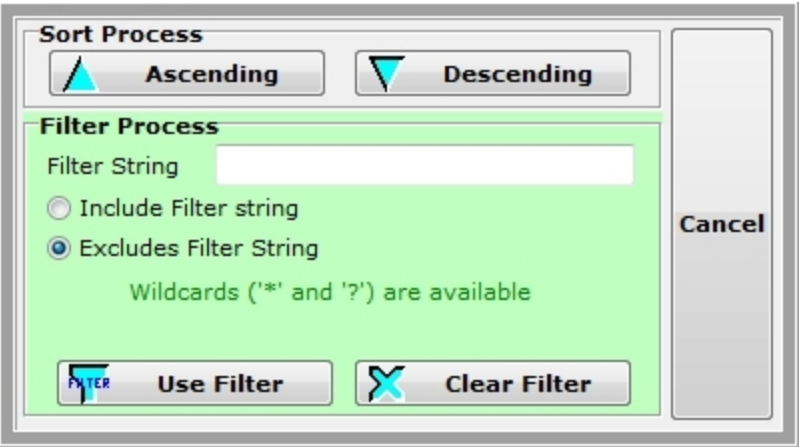 Sort Process
Ascending
Descending
Filter Process
Filter String
Include Filter string
Excludes Filter String
Wildcards ('*' and '?') are available
FILTER
Use Filter
Clear Filter
Cancel